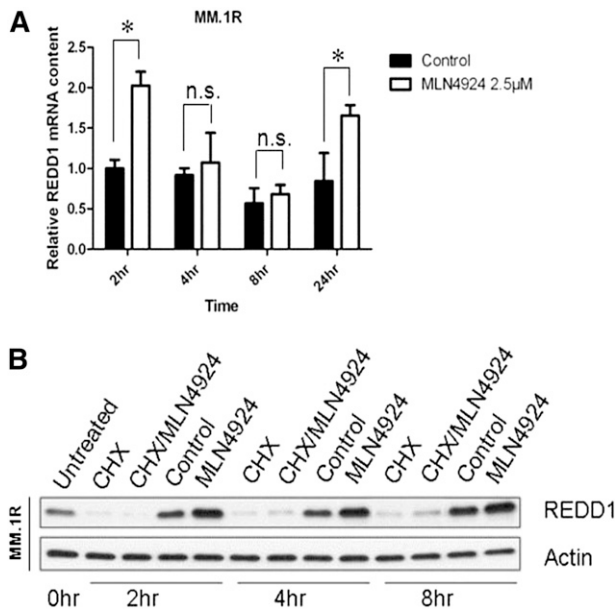 A
MM.1R
Relative REDD1 mRNA content
2.5
2.0
1.5
1.0
0.5
0.0
*
n.s.
n.s.
*
2hr
4hr
8hr
24hr
Time
Control
MLN4924 2.5µM
B
Untreated
CHX
CHX/MLN4924
Control
MLN4924
CHX
CHX/MLN4924
Control
MLN4924
CHX
CHX/MLN4924
Control
MLN4924
MM.1R
REDD1
Actin
0hr
2hr
4hr
8hr